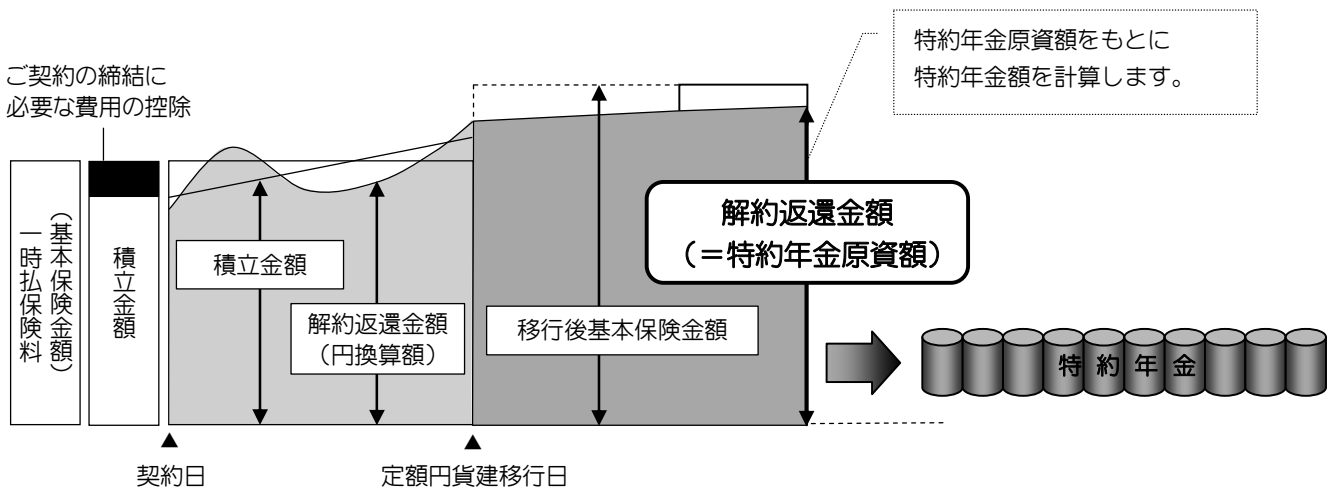 特約年金原資額をもとに
特約年金額を計算します。
ご契約の締結に
必要な費用の控除
一時払保険料
（基本保険金額）
積立金額
積立金額
解約返還金額
（円換算額）
移行後基本保険金額
解約返還金額
（＝特約年金原資額）
特約年金
契約日
定額円貨建移行日